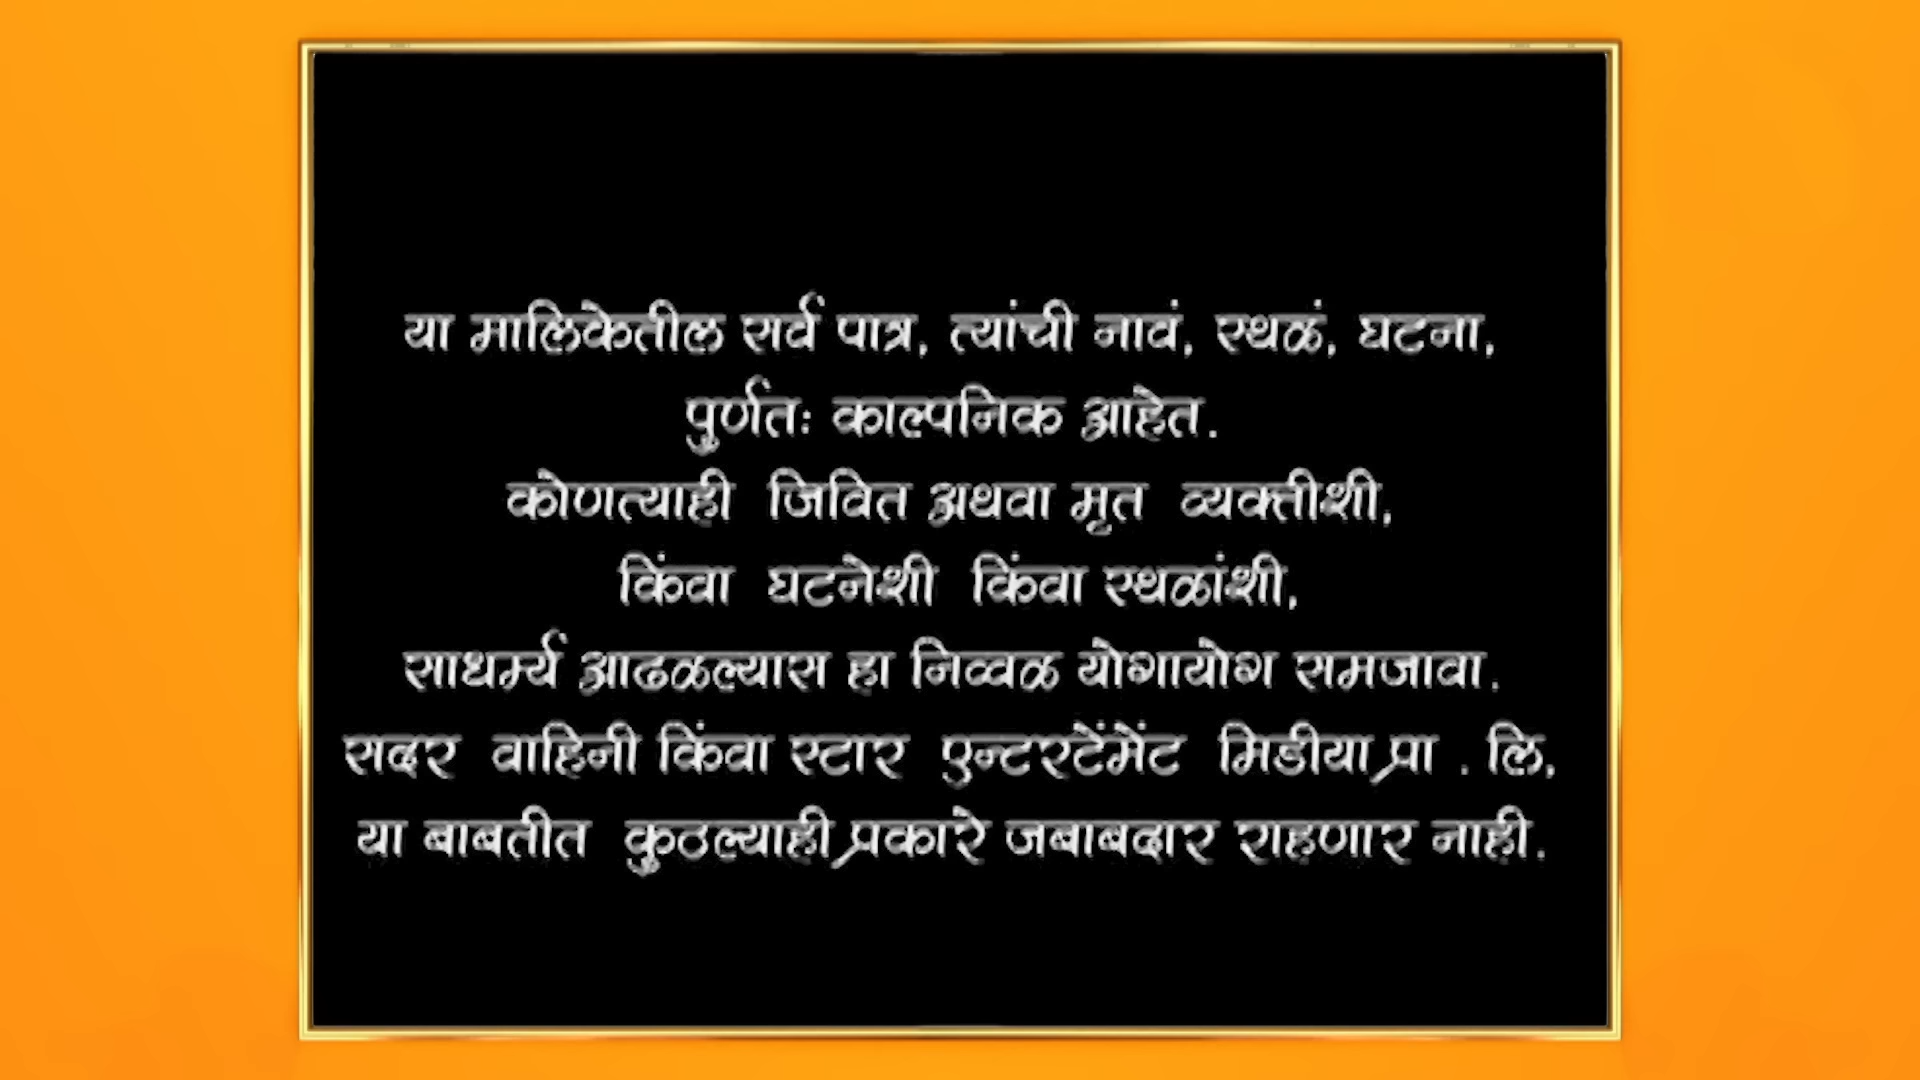 या मालिकेतील सर्व पात्र, त्यांची नावं, स्थळं, घटना,
पुर्णतः काल्पनिक आहेत.
कोणत्याही जिवित अथवा मृत व्यक्तीशी,
किंवा घटनेशी किंवा स्थळांशी,
साधर्म्य आढळल्यास हा निव्वळ योगायोग समजावा.
सदर वाहिनी किंवा स्टार एन्टरटेंमेंट मिडीया प्रा . लि.
या बाबतीत कुठल्याही प्रकारे जबाबदार राहणार नाही.